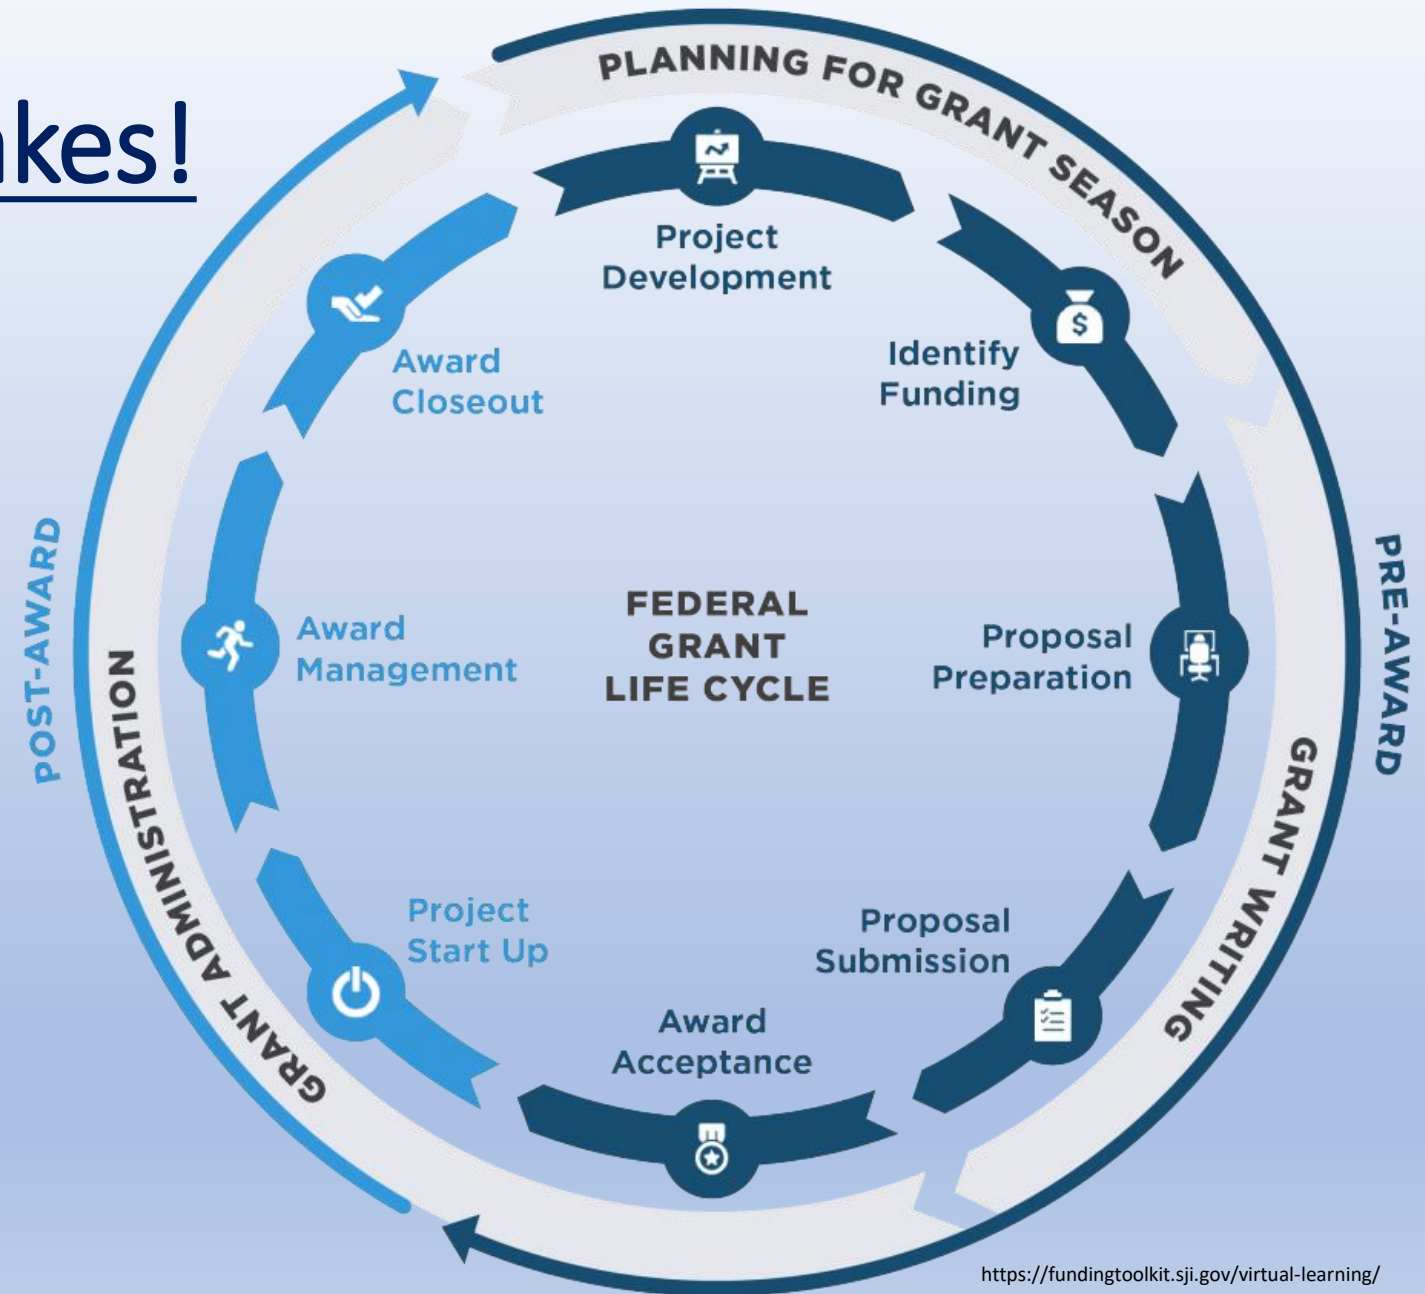 akes!
PLANNING FOR GRANT SEASON
Project
Development
Identify
Funding
Proposal
Preparation
Proposal
Submission
Award
Acceptance
Project
Start Up
Award
Management
Award
Closeout
FEDERAL
GRANT
LIFE CYCLE
PRE-AWARD
GRANT WRITING
GRANT ADMINISTRATION
POST-AWARD
$
https://fundingtoolkit.sji.gov/virtual-learning/